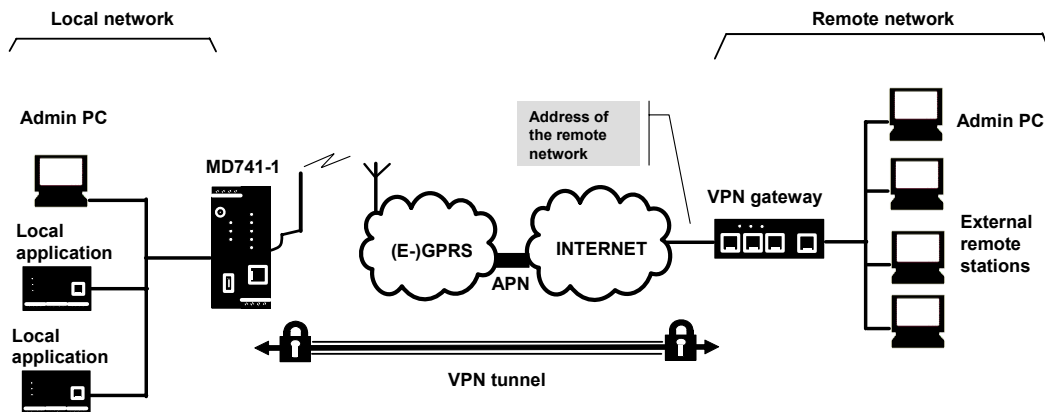 Local network
Remote network
Admin PC
MD741-1
Address of
the remote
network
Admin PC
VPN gateway
Local
application
(E-)GPRS
APN
INTERNET
External
remote
stations
Local
application
VPN tunnel